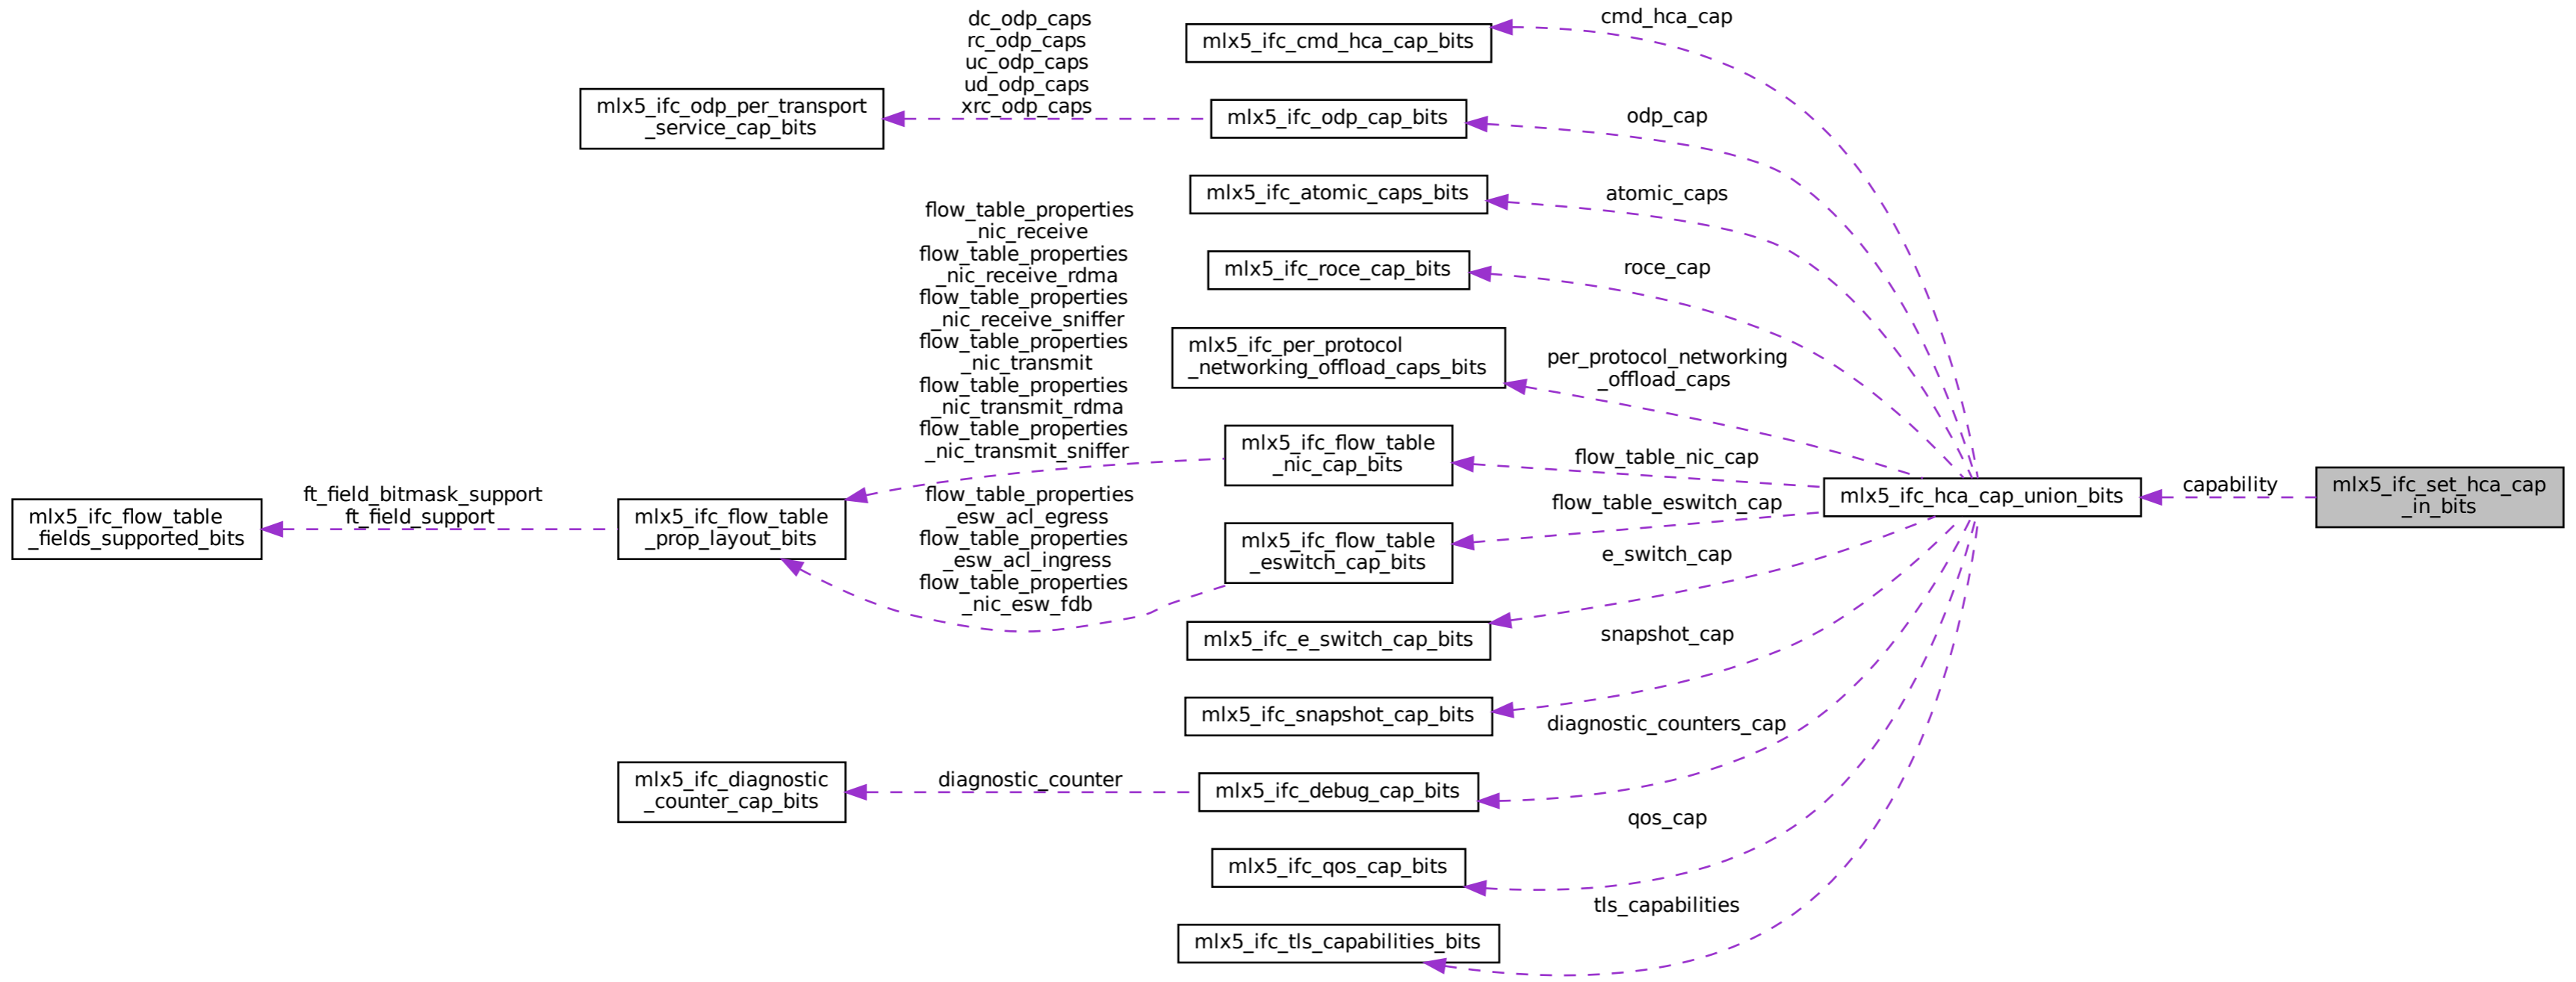 dc_odp_caps
rc_odp_caps
uc_odp_caps
ud_odp_caps
xrc_odp_caps
mlx5_ifc_odp_per_transport
_service_cap_bits
flow_table_properties
_nic_receive
flow_table_properties
_nic_receive_rdma
flow_table_properties
_nic_receive_sniffer
flow_table_properties
_nic_transmit
flow_table_properties
_nic_transmit_rdma
flow_table_properties
_nic_transmit_sniffer
mlx5_ifc_flow_table
_fields_supported_bits
ft_field_bitmask_support
ft_field_support
mlx5_ifc_flow_table
_prop_layout_bits
flow_table_properties
_esw_acl_egress
flow_table_properties
_esw_acl_ingress
flow_table_properties
_nic_esw_fdb
mlx5_ifc_diagnostic
_counter_cap_bits
diagnostic_counter
mlx5_ifc_cmd_hca_cap_bits
mlx5_ifc_odp_cap_bits
mlx5_ifc_atomic_caps_bits
mlx5_ifc_roce_cap_bits
mlx5_ifc_per_protocol
_networking_offload_caps_bits
mlx5_ifc_flow_table
_nic_cap_bits
mlx5_ifc_flow_table
_eswitch_cap_bits
mlx5_ifc_e_switch_cap_bits
mlx5_ifc_snapshot_cap_bits
mlx5_ifc_debug_cap_bits
mlx5_ifc_qos_cap_bits
mlx5_ifc_tls_capabilities_bits
cmd_hca_cap
odp_cap
atomic_caps
roce_cap
per_protocol_networking
_offload_caps
flow_table_nic_cap
flow_table_eswitch_cap
e_switch_cap
snapshot_cap
diagnostic_counters_cap
qos_cap
tls_capabilities
mlx5_ifc_hca_cap_union_bits
capability
mlx5_ifc_set_hca_cap
_in_bits